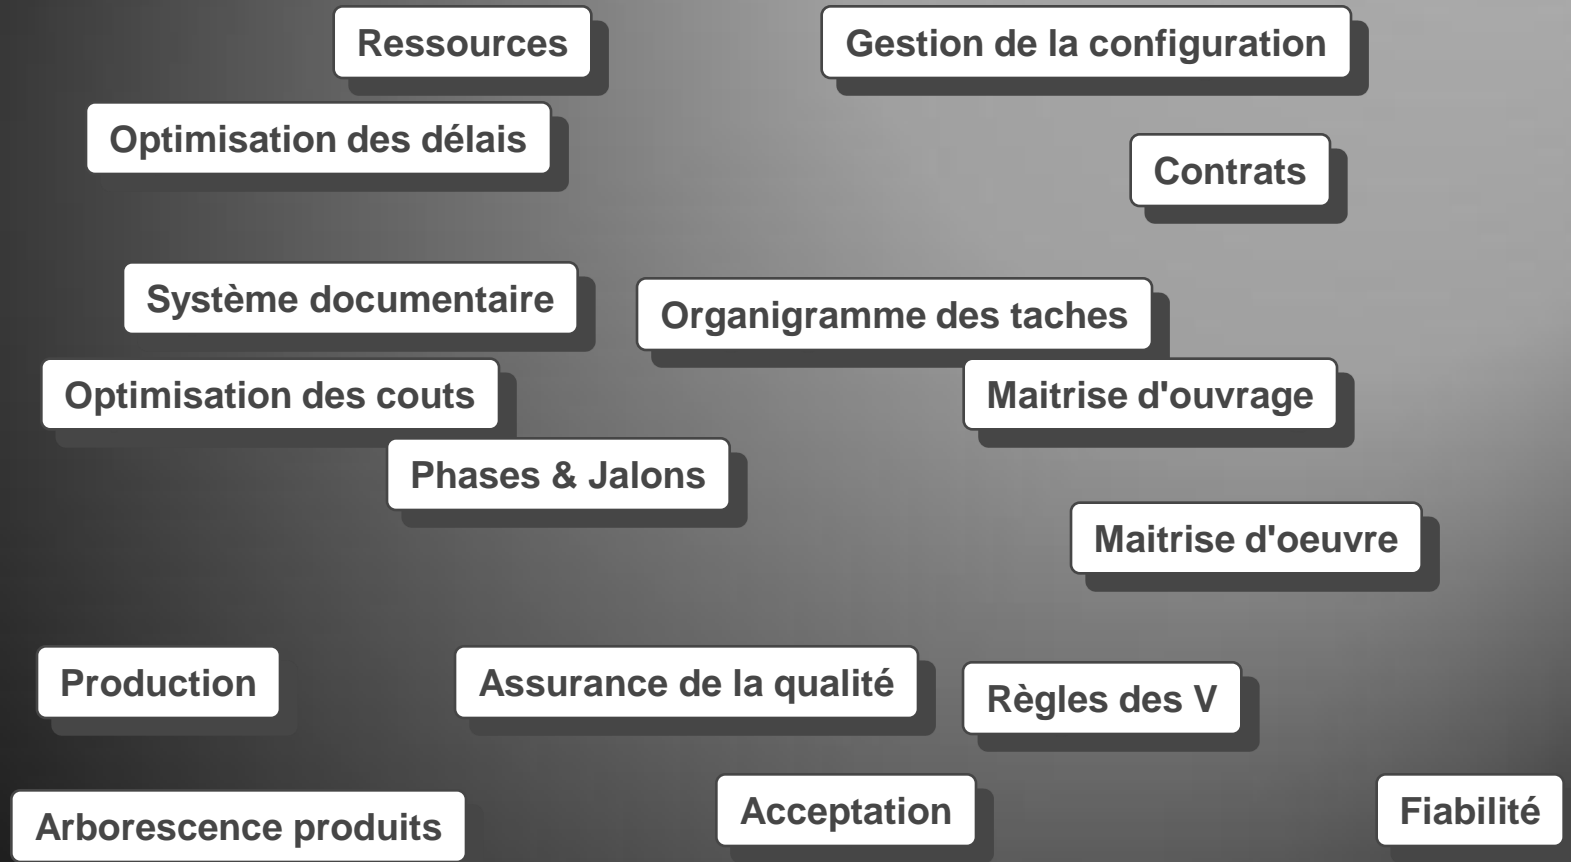 Ressources
Gestion de la configuration
Optimisation des délais
Contrats
Système documentaire
Organigramme des taches
Optimisation des couts
Maitrise d'ouvrage
Phases & Jalons
Maitrise d'oeuvre
Production
Assurance de la qualité
Règles des V
Arborescence produits
Acceptation
Fiabilité